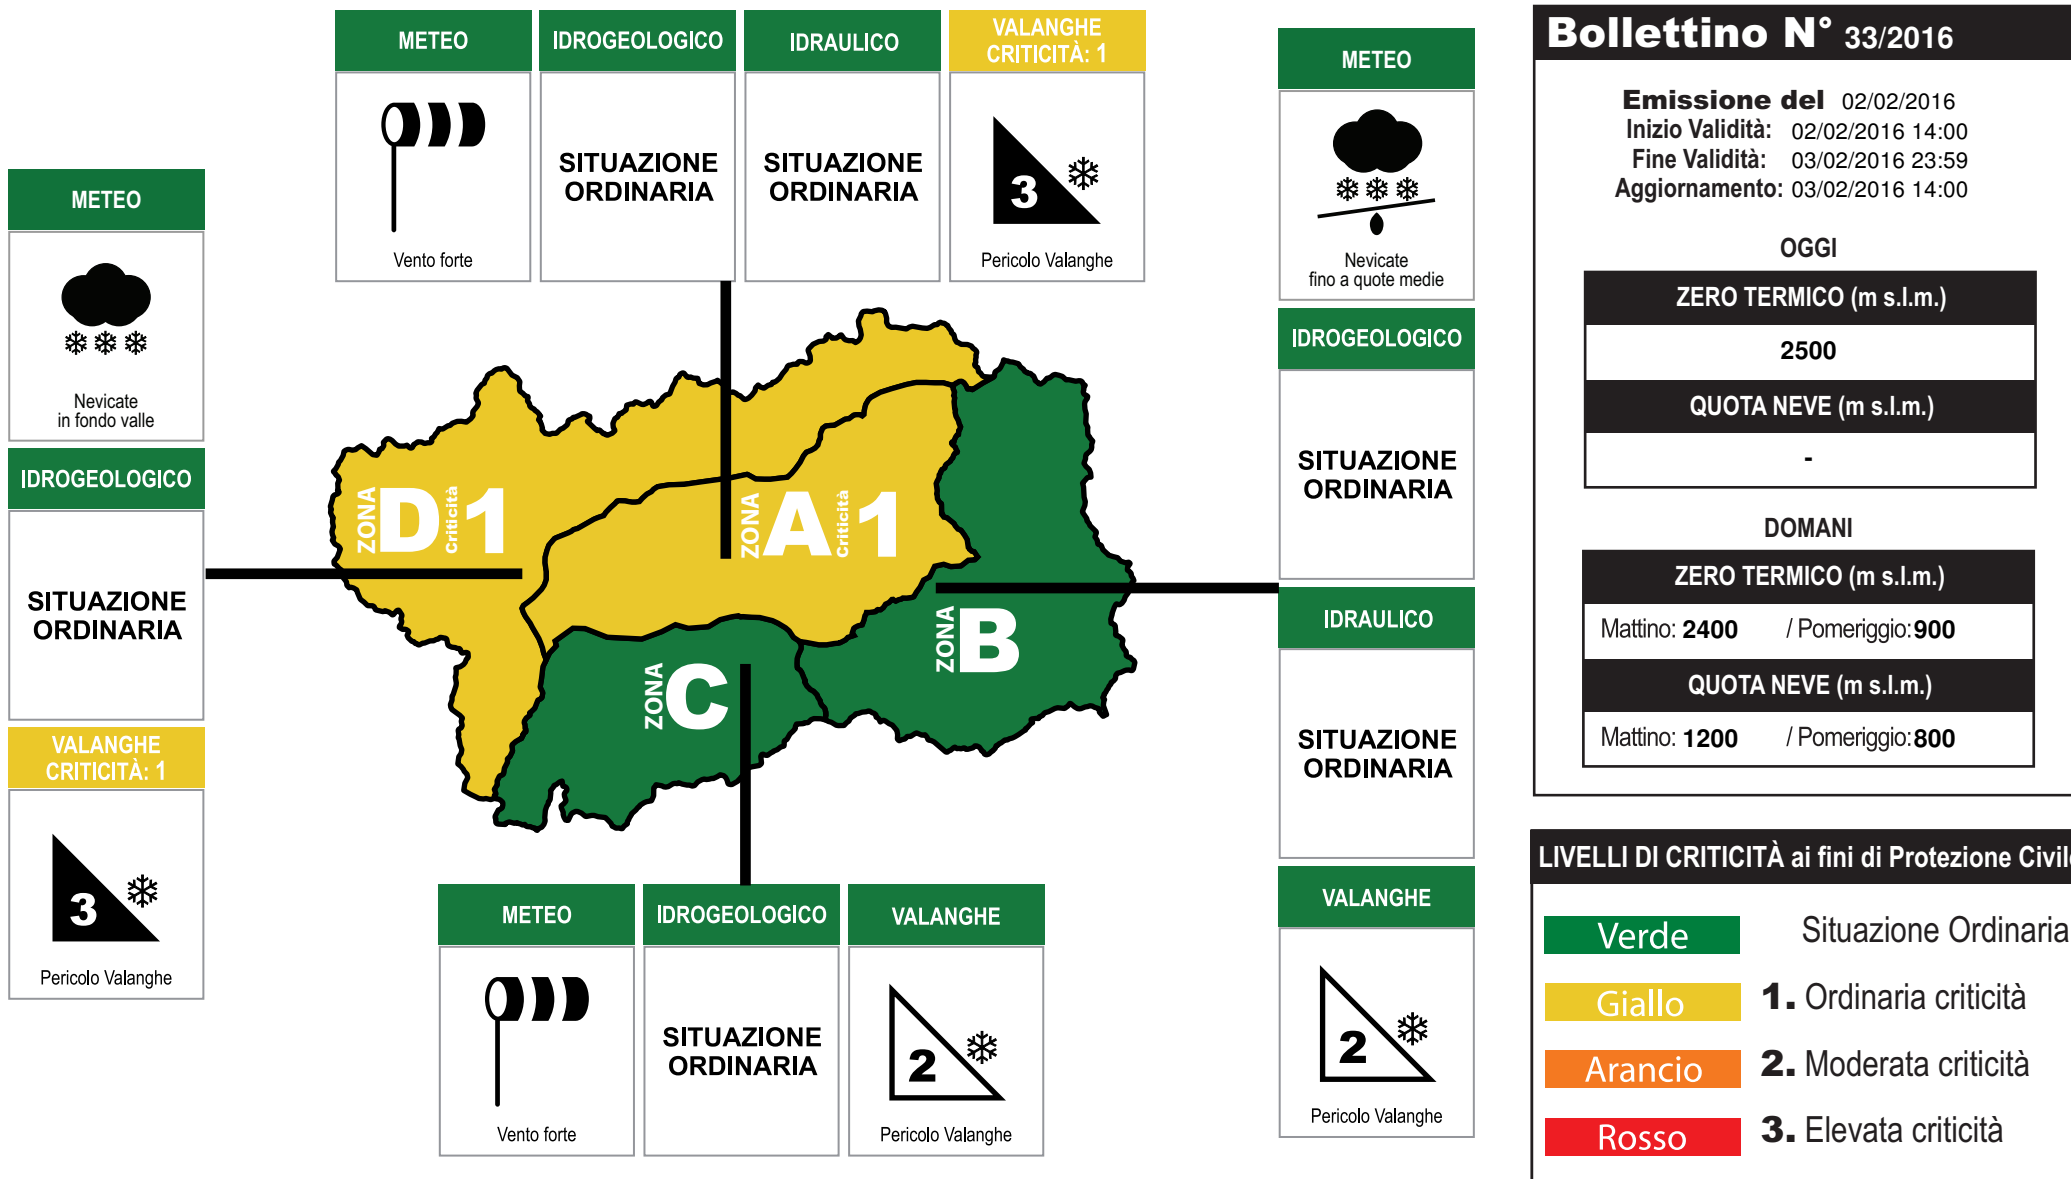 METEO
Vento forte
IDROGEOLOGICO
SITUAZIONE
ORDINARIA
IDRAULICO
SITUAZIONE
ORDINARIA
VALANGHE
CRITICITÀ: 1
3
Pericolo Valanghe
METEO
Nevicate
in fondo valle
IDROGEOLOGICO
SITUAZIONE
ORDINARIA
VALANGHE
CRITICITÀ: 1
3
Pericolo Valanghe
ZONA D Criticità 1
ZONA A Criticità 1
ZONA B
ZONA C
METEO
Vento forte
IDROGEOLOGICO
SITUAZIONE
ORDINARIA
VALANGHE
2
Pericolo Valanghe
METEO
Nevicate
fino a quote medie
IDROGEOLOGICO
SITUAZIONE
ORDINARIA
IDRAULICO
SITUAZIONE
ORDINARIA
VALANGHE
2
Pericolo Valanghe
Bollettino N° 33/2016
Emissione del 02/02/2016
Inizio Validità: 02/02/2016 14:00
Fine Validità: 03/02/2016 23:59
Aggiornamento: 03/02/2016 14:00
OGGI
ZERO TERMICO (m s.l.m.)
2500
QUOTA NEVE (m s.l.m.)
-
DOMANI
ZERO TERMICO (m s.l.m.)
Mattino: 2400 / Pomeriggio: 900
QUOTA NEVE (m s.l.m.)
Mattino: 1200 / Pomeriggio: 800
LIVELLI DI CRITICITÀ ai fini di Protezione Civile
Verde Situazione Ordinaria
Giallo 1. Ordinaria criticità
Arancio 2. Moderata criticità
Rosso 3. Elevata criticità